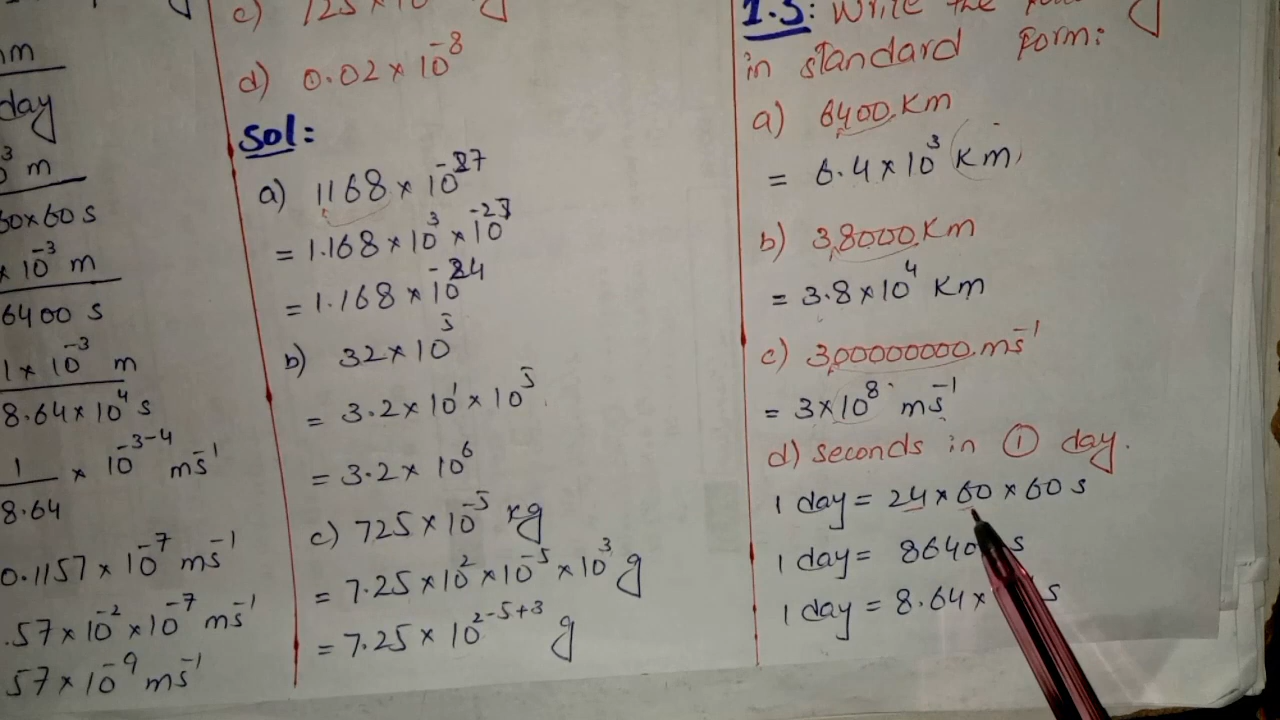 m
day
m
60×60 s
× 10⁻³ m
6400 s
1 × 10⁻³ m
8.64×10⁴ s
1 × 10⁻³⁻⁴ ms⁻¹
8.64
0.1157 × 10⁻⁷ ms⁻¹
.57 × 10⁻² × 10⁻⁷ ms⁻¹
57 × 10⁻⁹ ms⁻¹
c) 725 × 10
d) 0.02 × 10⁻⁸
Sol:
a) 1168 × 10⁻²⁷
= 1.168 × 10³ × 10⁻²⁷
= 1.168 × 10⁻²⁴
b) 32 × 10⁵
= 3.2 × 10¹ × 10⁵
= 3.2 × 10⁶
c) 725 × 10⁻⁵ kg
= 7.25 × 10² × 10⁻⁵ × 10³ g
= 7.25 × 10²⁻⁵⁺³ g
1.5: Write the
in standard form:
a) 6400 Km
= 6.4 × 10³ Km
b) 38000 Km
= 3.8 × 10⁴ Km
c) 300000000 ms⁻¹
= 3 × 10⁸ ms⁻¹
d) seconds in ① day.
1 day = 24 × 60 × 60 s
1 day = 8640 s
1 day = 8.64 × s